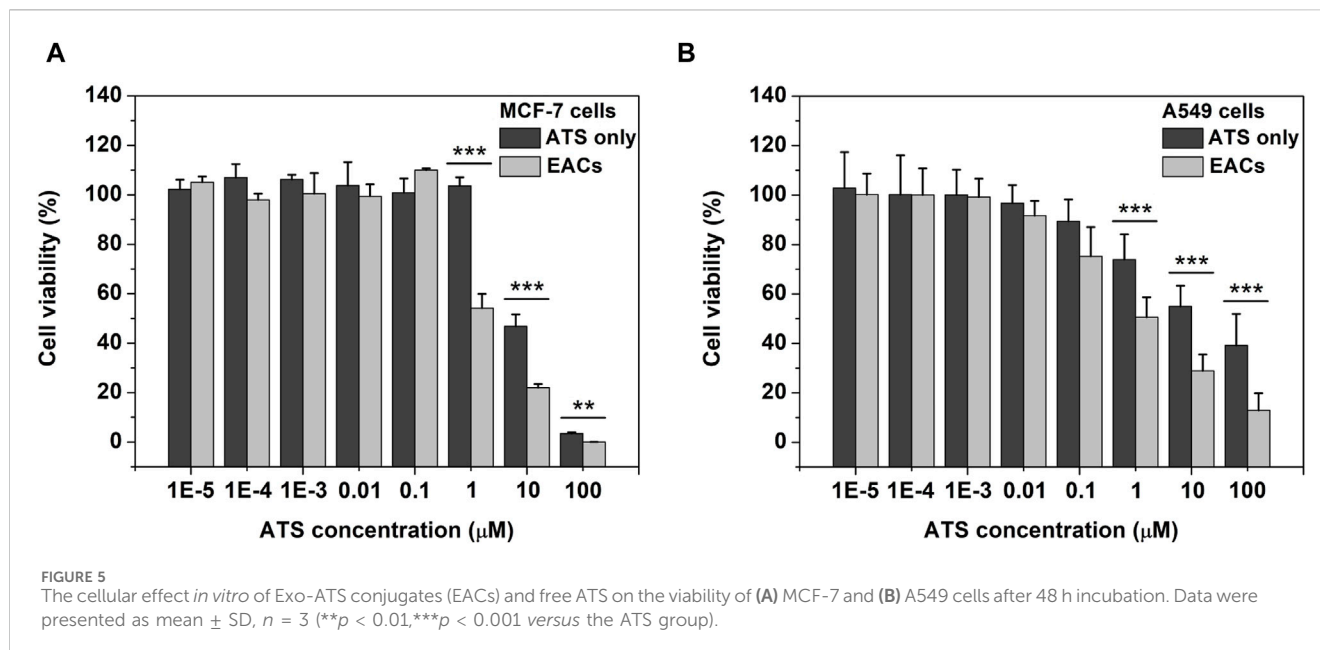 A
140
120
100
80
60
40
20
0
Cell viability (%)
MCF-7 cells
ATS only
EACs
***
***
**
1E-5 1E-4 1E-3 0.01 0.1 1 10 100
ATS concentration (μM)
B
140
120
100
80
60
40
20
0
Cell viability (%)
A549 cells
ATS only
EACs
***
***
***
1E-5 1E-4 1E-3 0.01 0.1 1 10 100
ATS concentration (μM)
FIGURE 5
The cellular effect in vitro of Exo-ATS conjugates (EACs) and free ATS on the viability of (A) MCF-7 and (B) A549 cells after 48 h incubation. Data were
presented as mean ± SD, n = 3 (**p < 0.01,***p < 0.001 versus the ATS group).